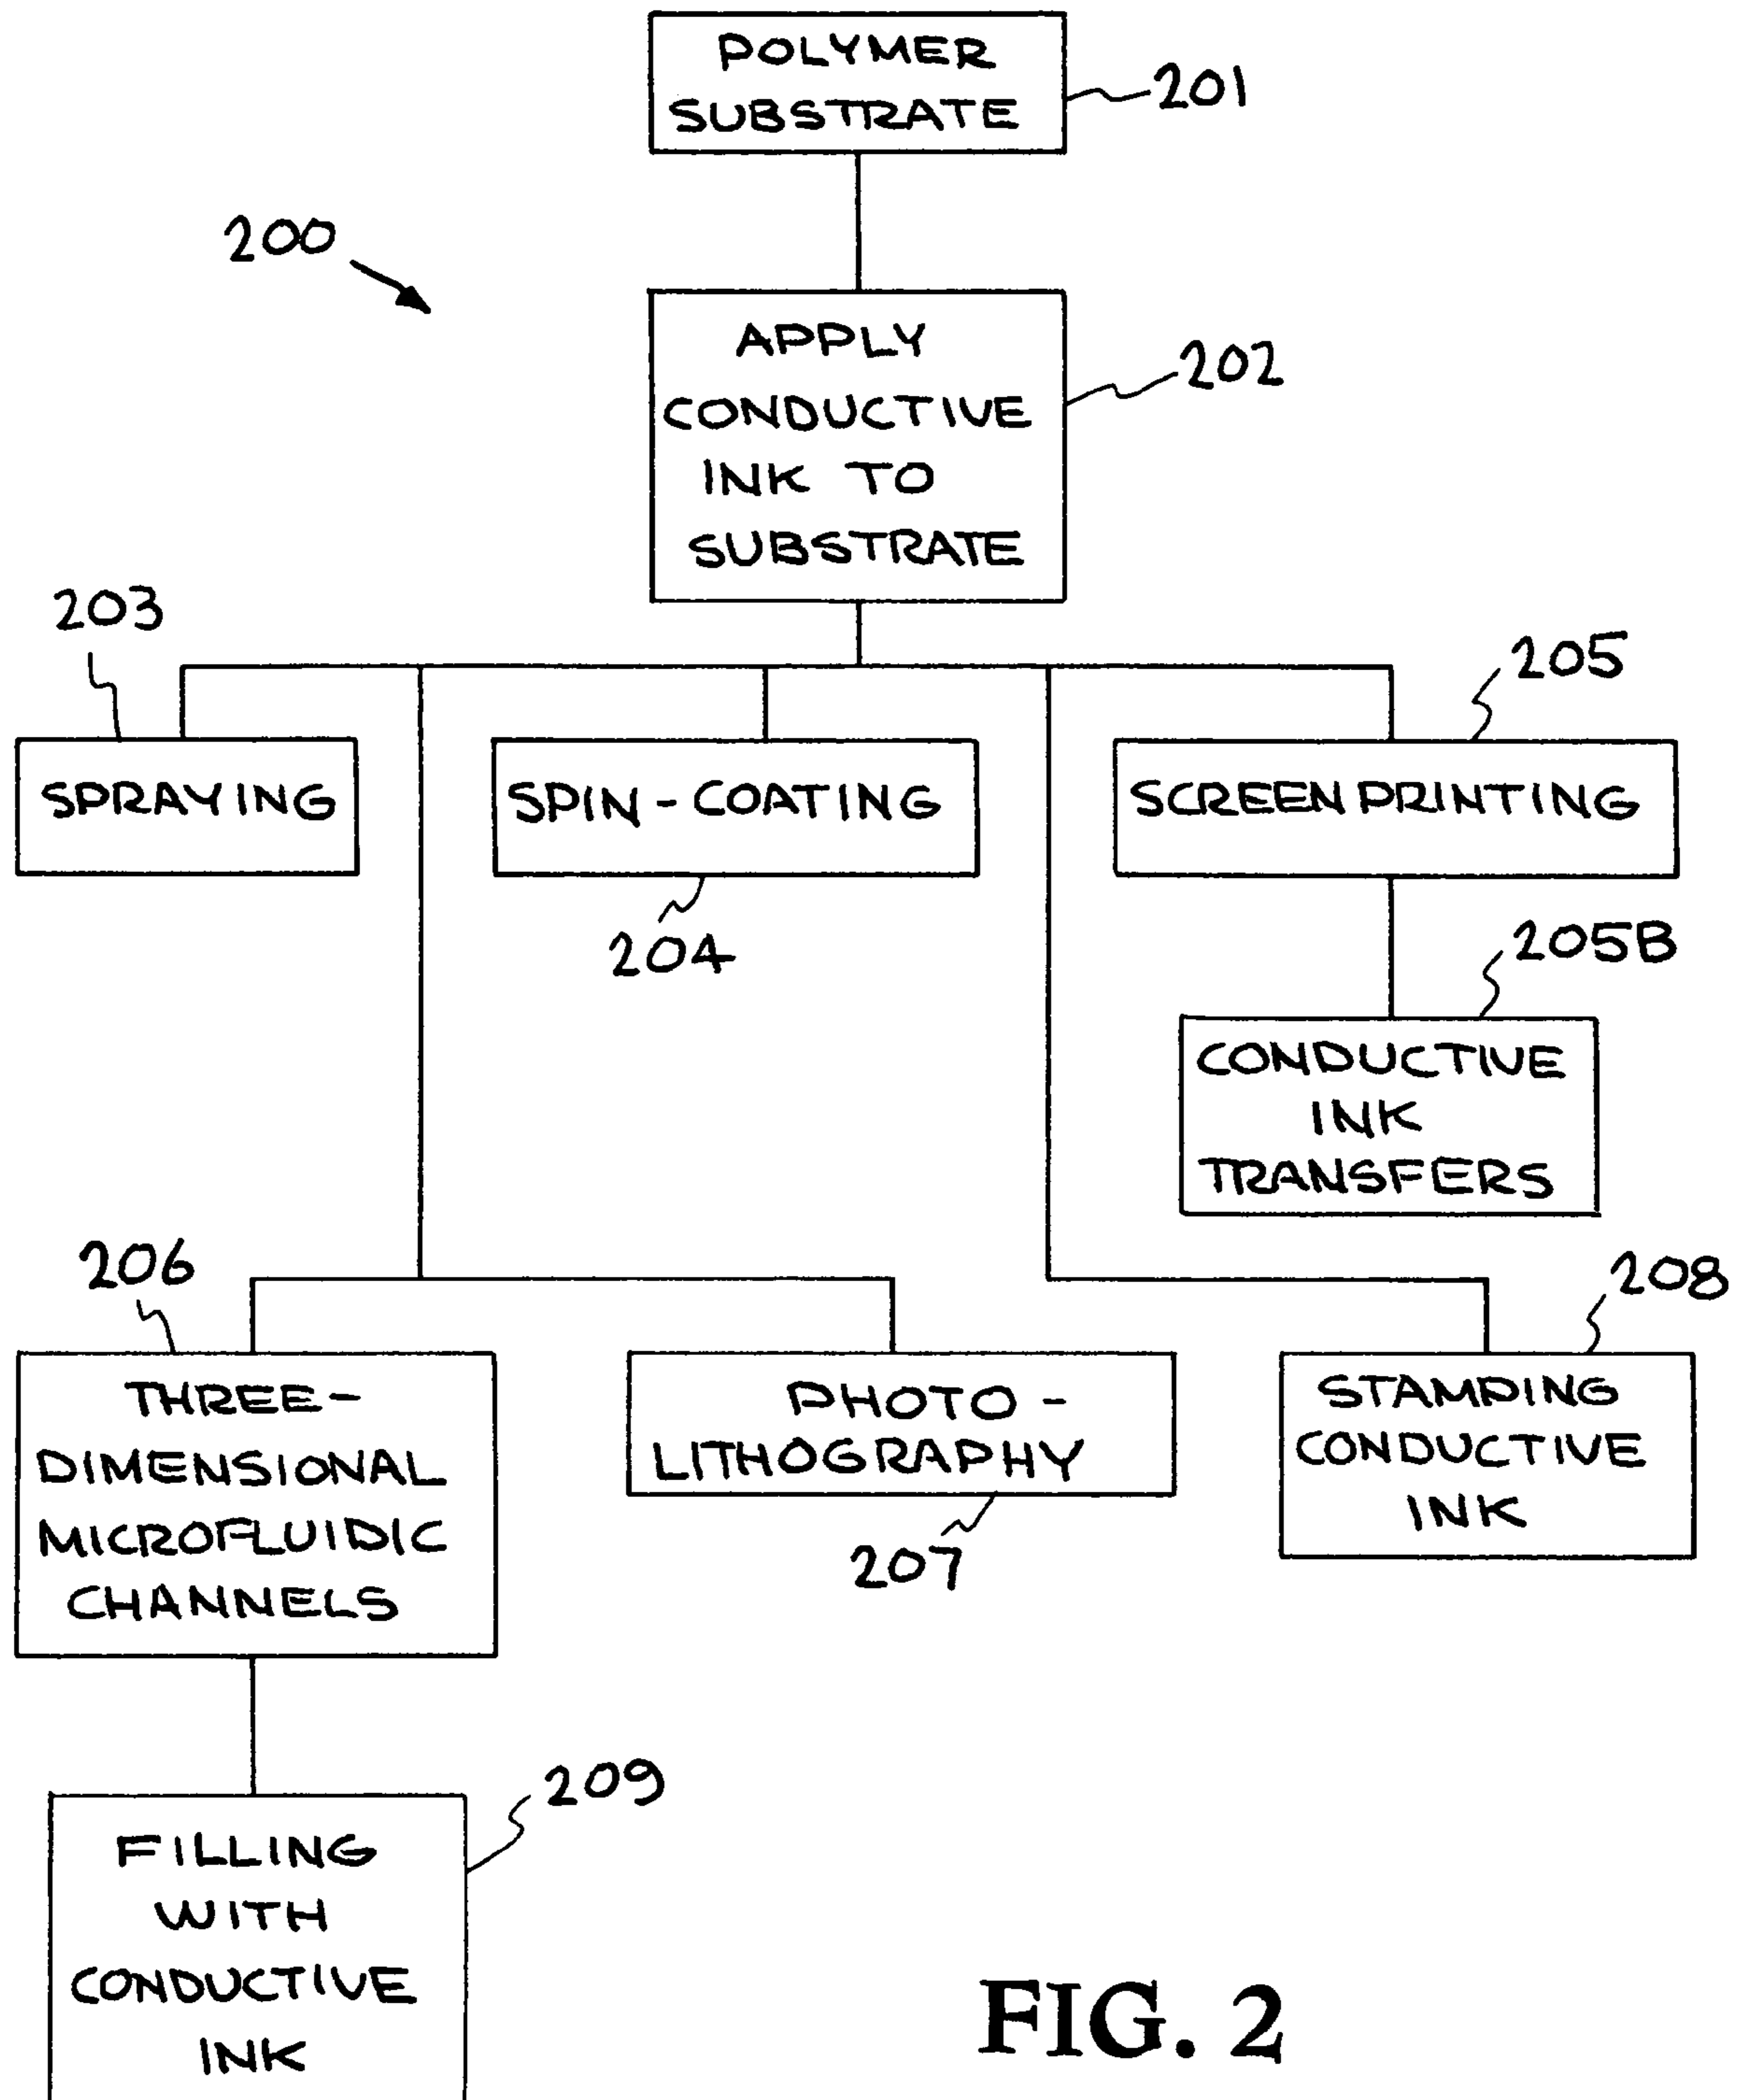 POLYMER
SUBSTRATE
201
200
APPLY
CONDUCTIVE
INK TO
SUBSTRATE
202
203
205
SPRAYING
SPIN-COATING
SCREENPRINTING
204
205B
CONDUCTIVE
INK
TRANSFERS
206
208
THREE-
DIMENSIONAL
MICROFLUIDIC
CHANNELS
PHOTO-
LITHOGRAPHY
207
STAMPING
CONDUCTIVE
INK
209
FILLING
WITH
CONDUCTIVE
INK
FIG. 2